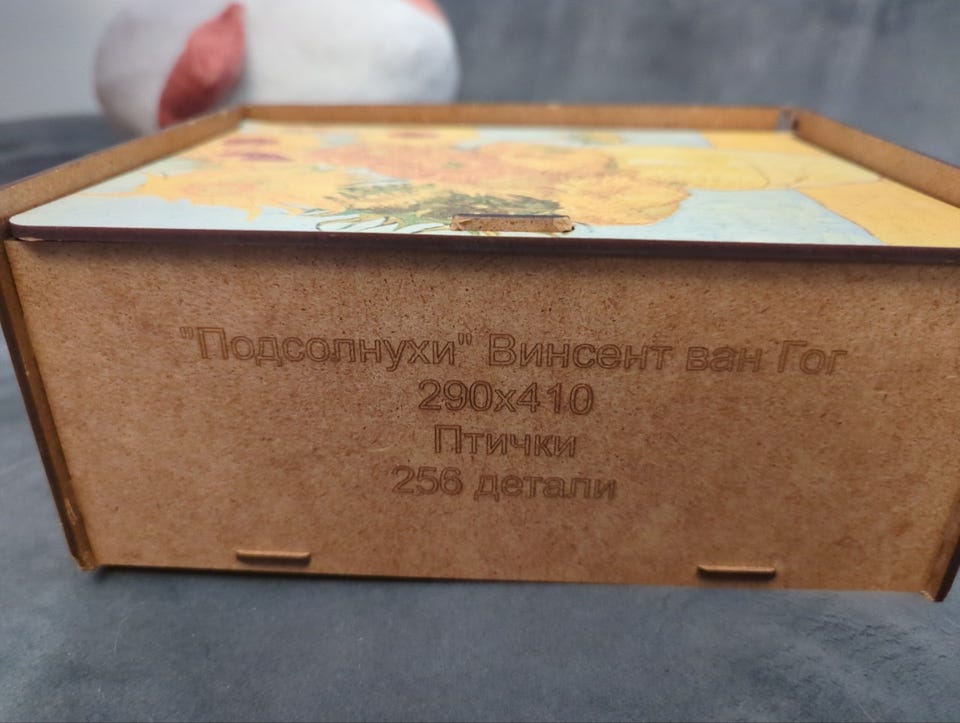 "Подсолнухи" Винсент ван Гог
290х410
Птички
256 детали